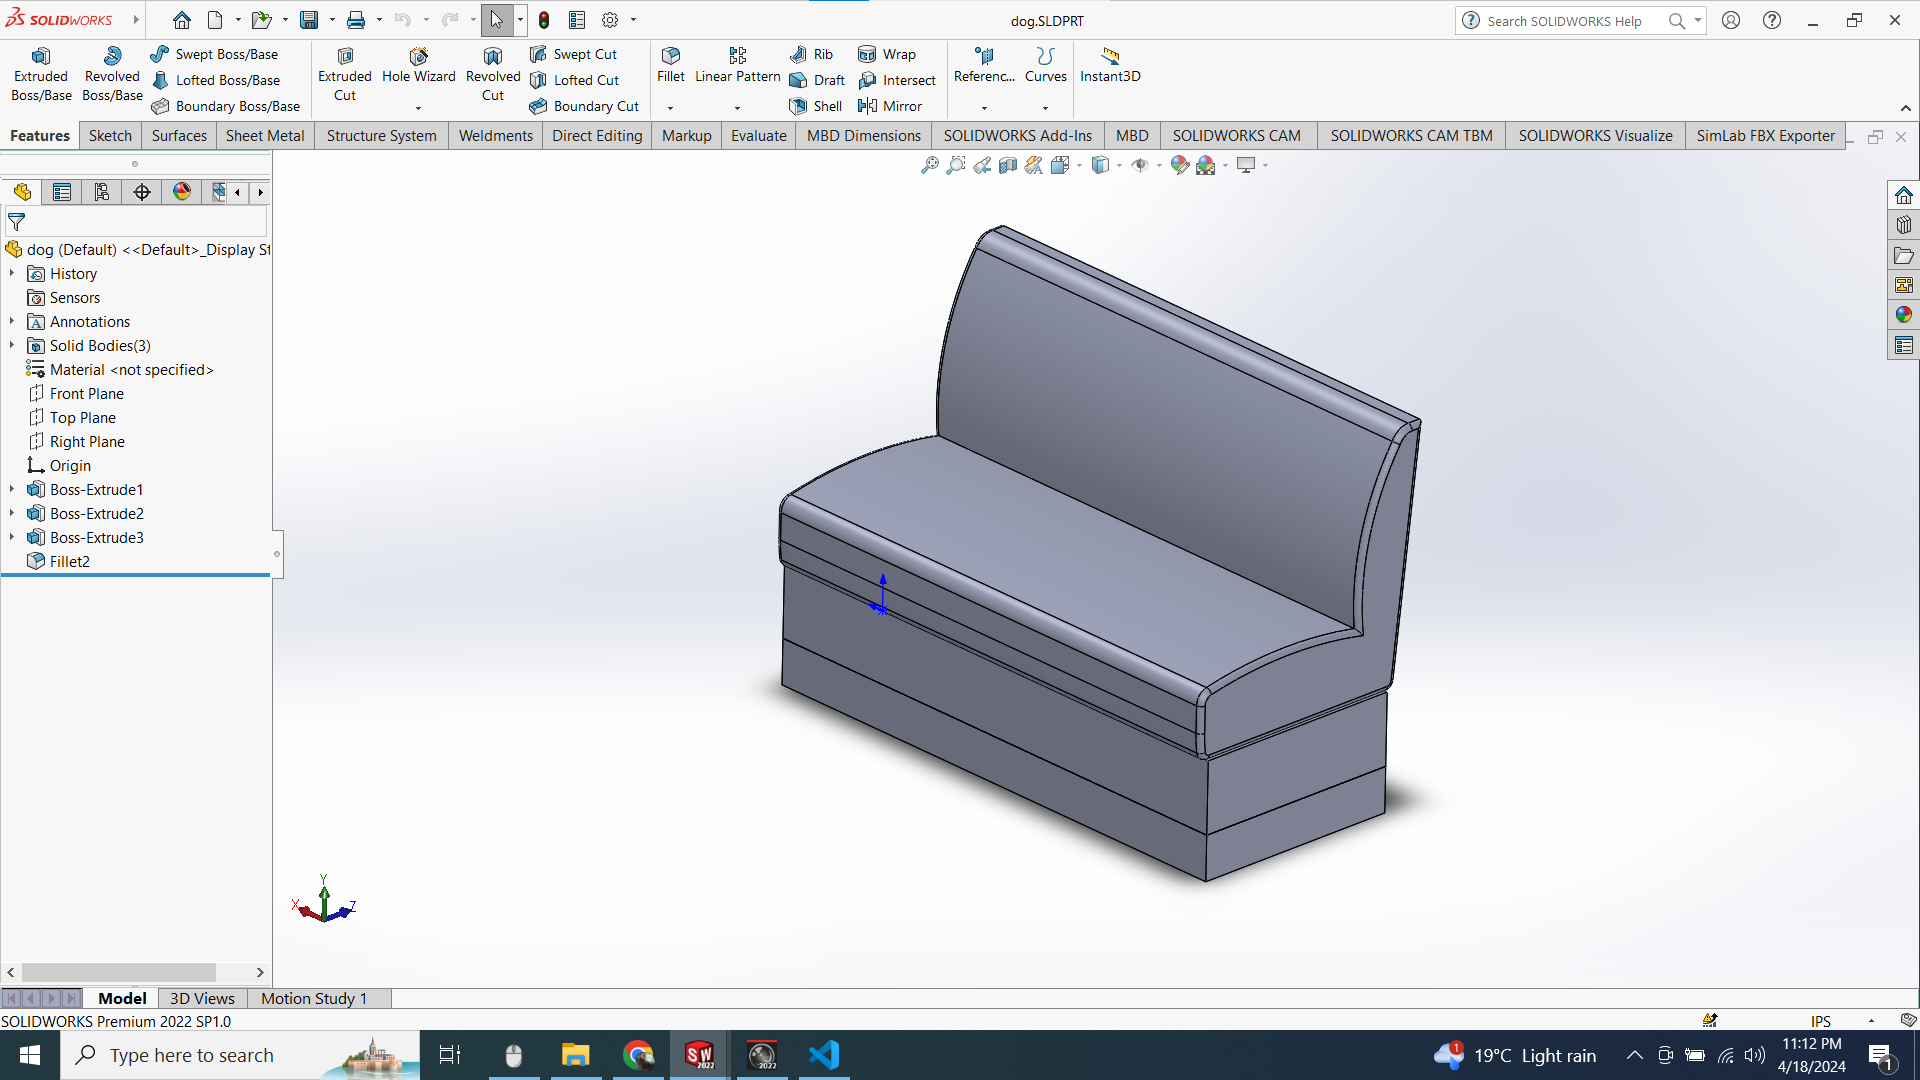 SOLIDWORKS
dog.SLDPRT
Search SOLIDWORKS Help
Extruded Boss/Base
Revolved Boss/Base
Swept Boss/Base
Lofted Boss/Base
Boundary Boss/Base
Extruded Cut
Hole Wizard
Revolved Cut
Swept Cut
Lofted Cut
Boundary Cut
Fillet
Linear Pattern
Rib
Draft
Shell
Wrap
Intersect
Mirror
Referenc...
Curves
Instant3D
Features
Sketch
Surfaces
Sheet Metal
Structure System
Weldments
Direct Editing
Markup
Evaluate
MBD Dimensions
SOLIDWORKS Add-Ins
MBD
SOLIDWORKS CAM
SOLIDWORKS CAM TBM
SOLIDWORKS Visualize
SimLab FBX Exporter
dog (Default) <<Default>_Display St
History
Sensors
Annotations
Solid Bodies(3)
Material <not specified>
Front Plane
Top Plane
Right Plane
Origin
Boss-Extrude1
Boss-Extrude2
Boss-Extrude3
Fillet2
Y
X
Z
Model
3D Views
Motion Study 1
SOLIDWORKS Premium 2022 SP1.0
IPS
Type here to search
SW 2022
2022
1
19°C Light rain
11:12 PM
4/18/2024
1